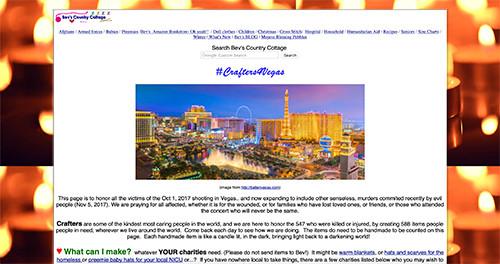 Bev's Country Cottage
Afghans | Armed forces | Babies | Preemies | Bev's Amazon Bookstore: Oh yeah!! | Doll clothes | Children | Christmas | Cross Stitch | Hospital | Household | Humanitarian Aid | Recipes | Seniors | Size Charts |
Winter | What's New | Bev's BLOG |
Search Bev's Country Cottage
Search
#Crafters4Vegas
(image from
This page is to honor all the victims of the Oct 1, 2017 shooting in Vegas.. and now expanding to include other senseless, murders commited recently by evil
people (Nov 5, 2017). We are praying for all affected, whether it is for the wounded, or for families who have lost loved ones, or friends, or those who attended
the concert who will never be the same.
Crafters are some of the kindest most caring people in the world, and we are here to honor the 547 who were killed or injured, by creating 588 items people
people in need, wherever we live around the world. Come back each day to see how we are doing. The items do need to be handmade to be counted on this
page. Each handmade item is like a candle lit, in the dark, bringing light back to a darkening world!
What can I make? whatever YOUR charities need. (Please do not send items to Bev!) It might be warm blankets, or hats and scarves for the
homeless or preemie baby hats for your local NICU or...? If you have nowhere local to take things, there are a few charities listed below who you may wish to